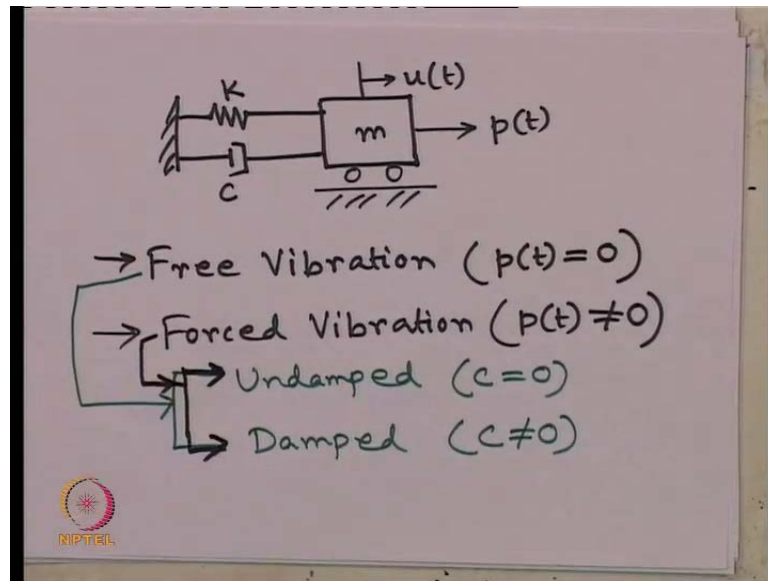 K
u(t)
m
p(t)
C
→ Free Vibration (p(t) = 0)
→ Forced Vibration (p(t) ≠ 0)
→ Undamped (c = 0)
→ Damped (c ≠ 0)
NPTEL